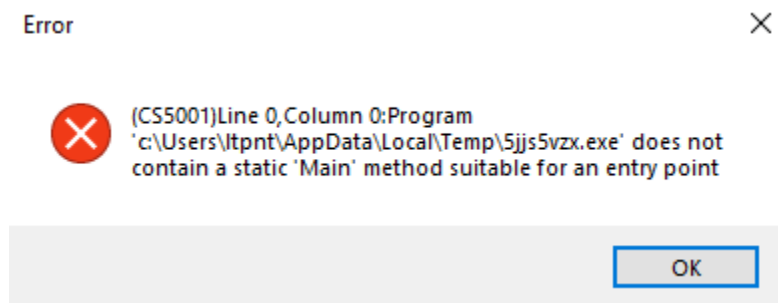 Error
(CS5001)Line 0,Column 0:Program
'c:\Users\ltpnt\AppData\Local\Temp\5jjs5vzx.exe' does not
contain a static 'Main' method suitable for an entry point
OK